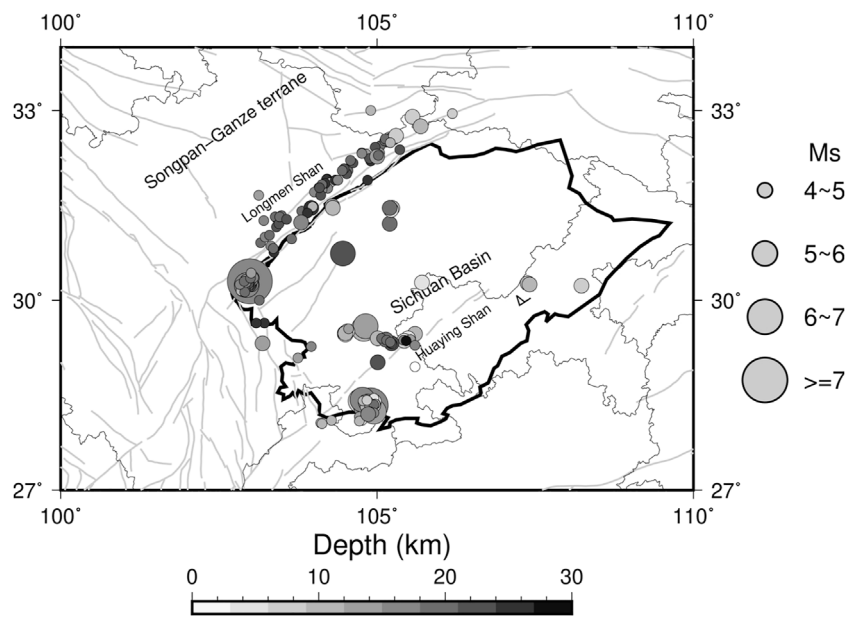 100˚ 105˚ 110˚
33˚ 33˚
Songpan–Ganze terrane
Longmen Shan
Ms
4~5
5~6
6~7
>=7
30˚ 30˚
Sichuan Basin
Huaying Shan
27˚ 27˚
100˚ 105˚ 110˚
Depth (km)
0 10 20 30